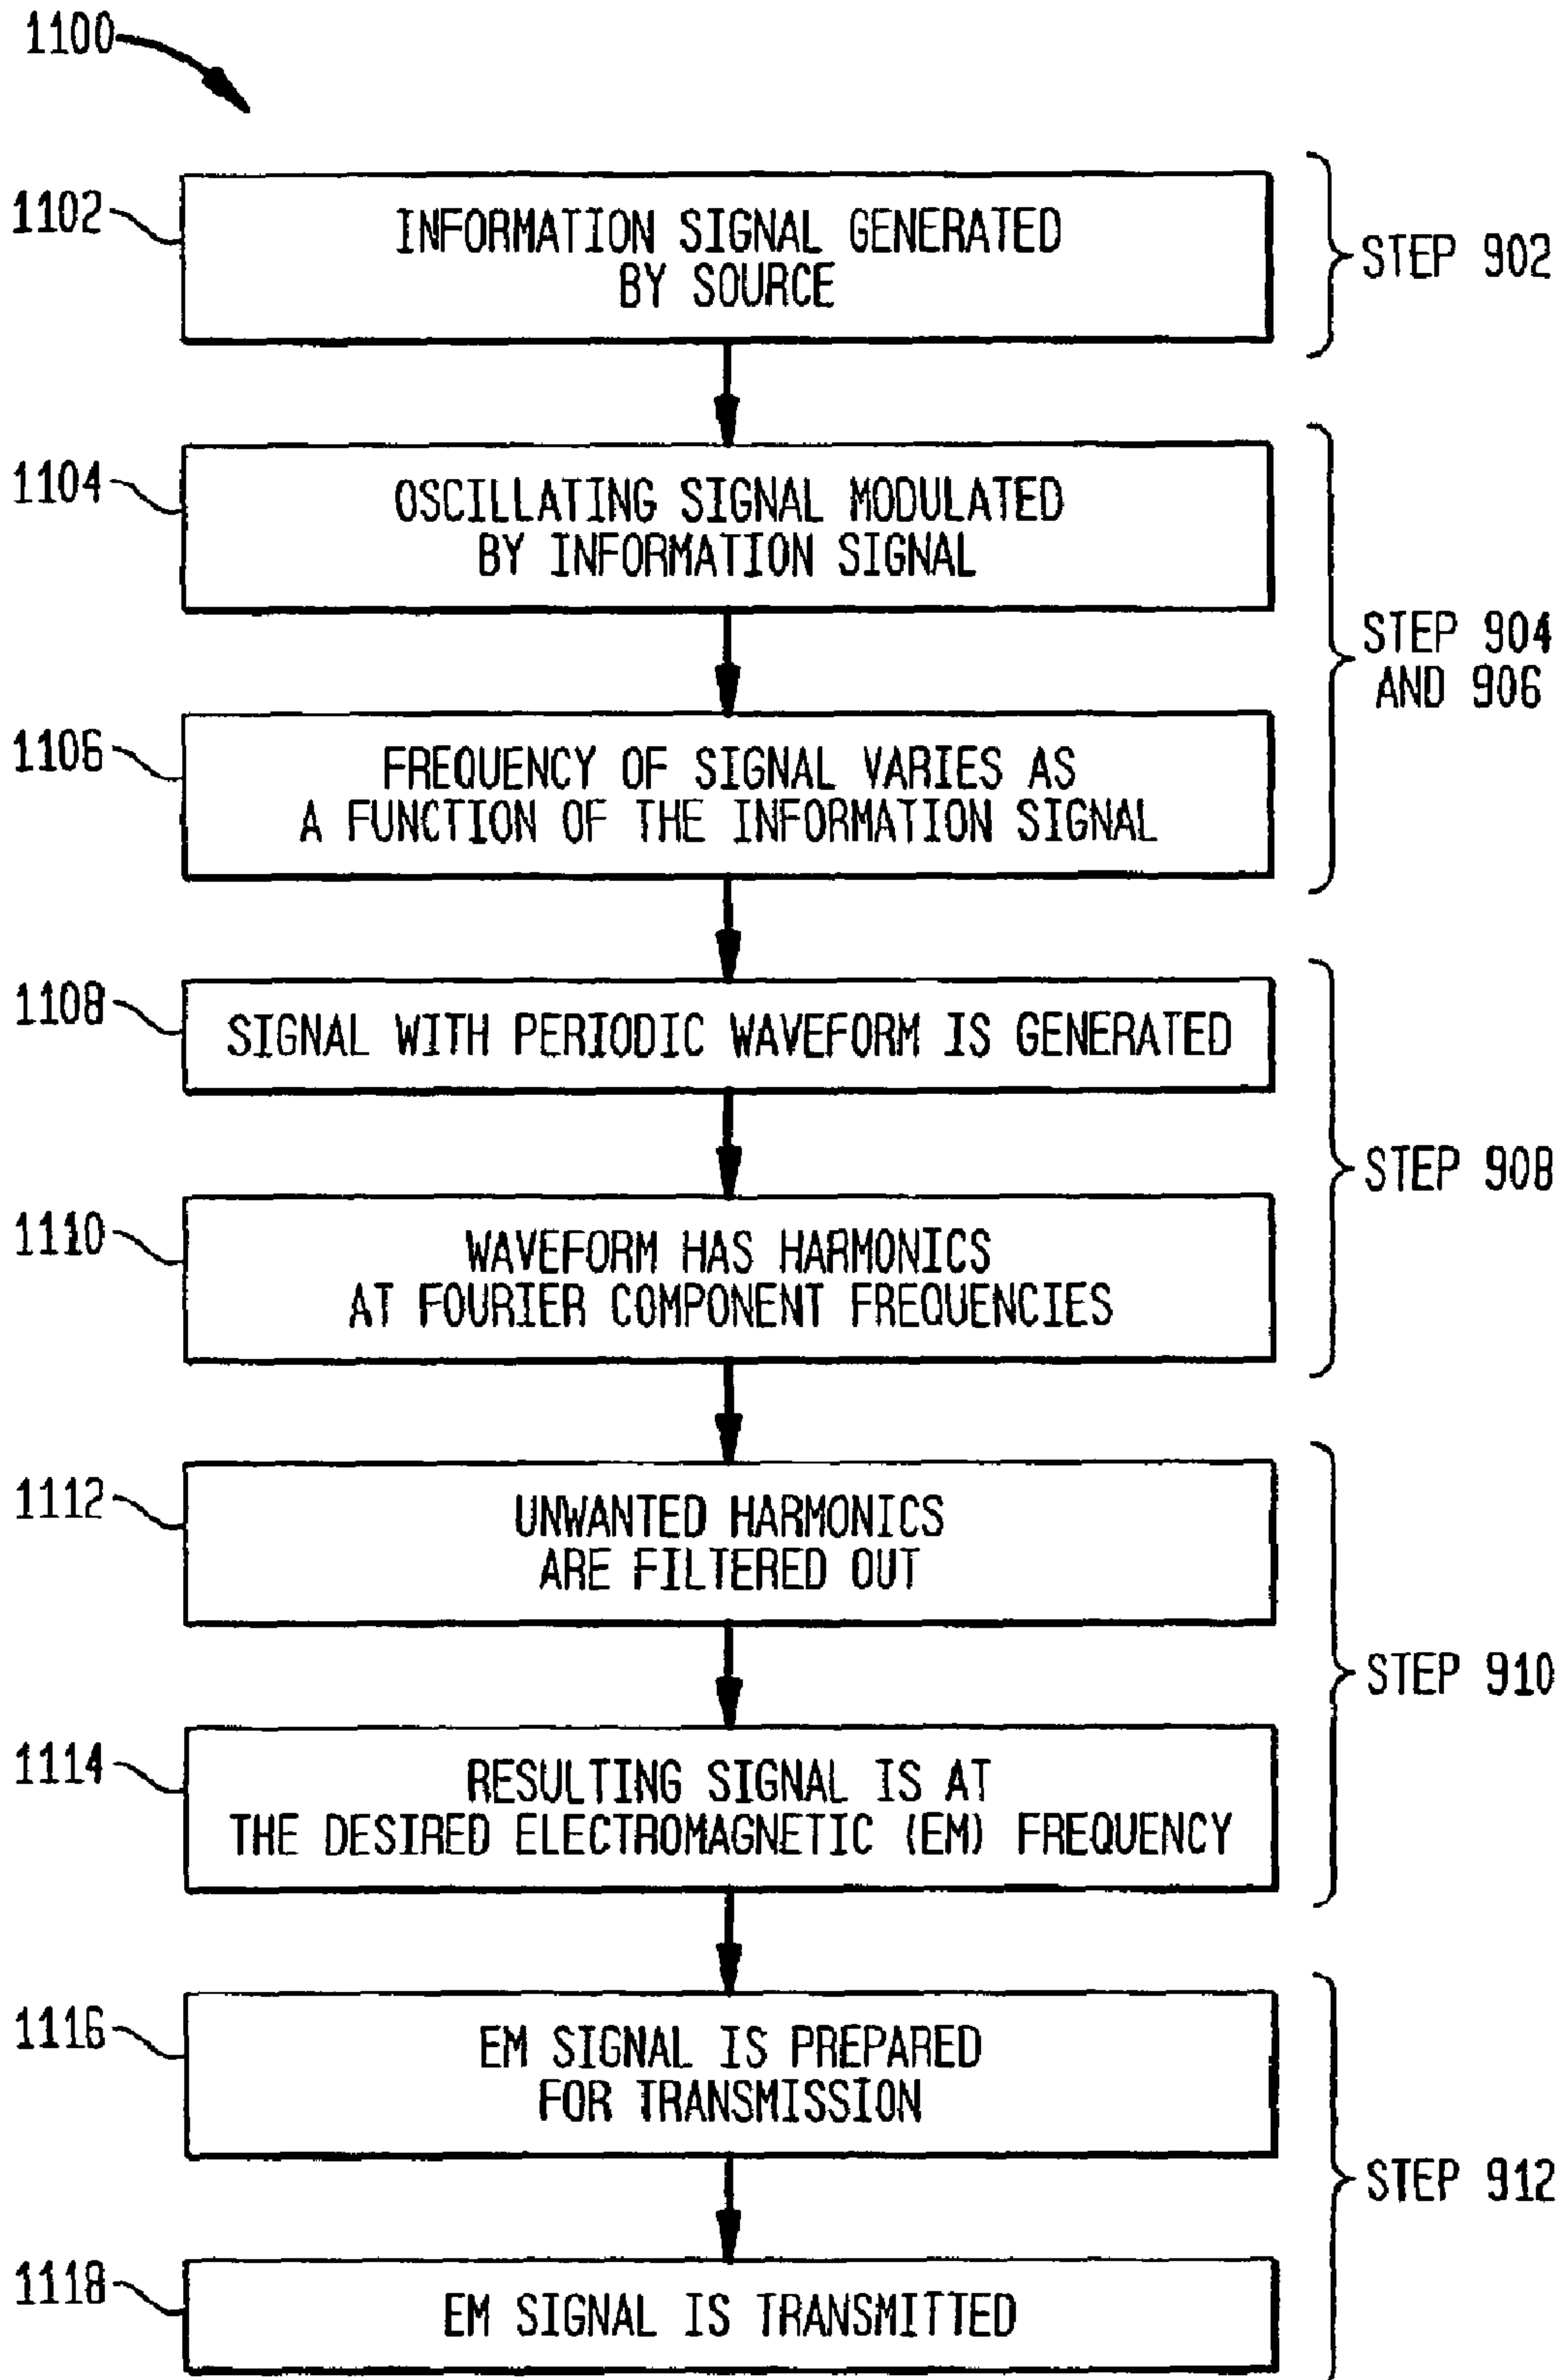 1100
1102
INFORMATION SIGNAL GENERATED
BY SOURCE
STEP 902
1104
OSCILLATING SIGNAL MODULATED
BY INFORMATION SIGNAL
STEP 904
AND 906
1106
FREQUENCY OF SIGNAL VARIES AS
A FUNCTION OF THE INFORMATION SIGNAL
1108
SIGNAL WITH PERIODIC WAVEFORM IS GENERATED
STEP 908
1110
WAVEFORM HAS HARMONICS
AT FOURIER COMPONENT FREQUENCIES
1112
UNWANTED HARMONICS
ARE FILTERED OUT
STEP 910
1114
RESULTING SIGNAL IS AT
THE DESIRED ELECTROMAGNETIC (EM) FREQUENCY
1116
EM SIGNAL IS PREPARED
FOR TRANSMISSION
STEP 912
1118
EM SIGNAL IS TRANSMITTED